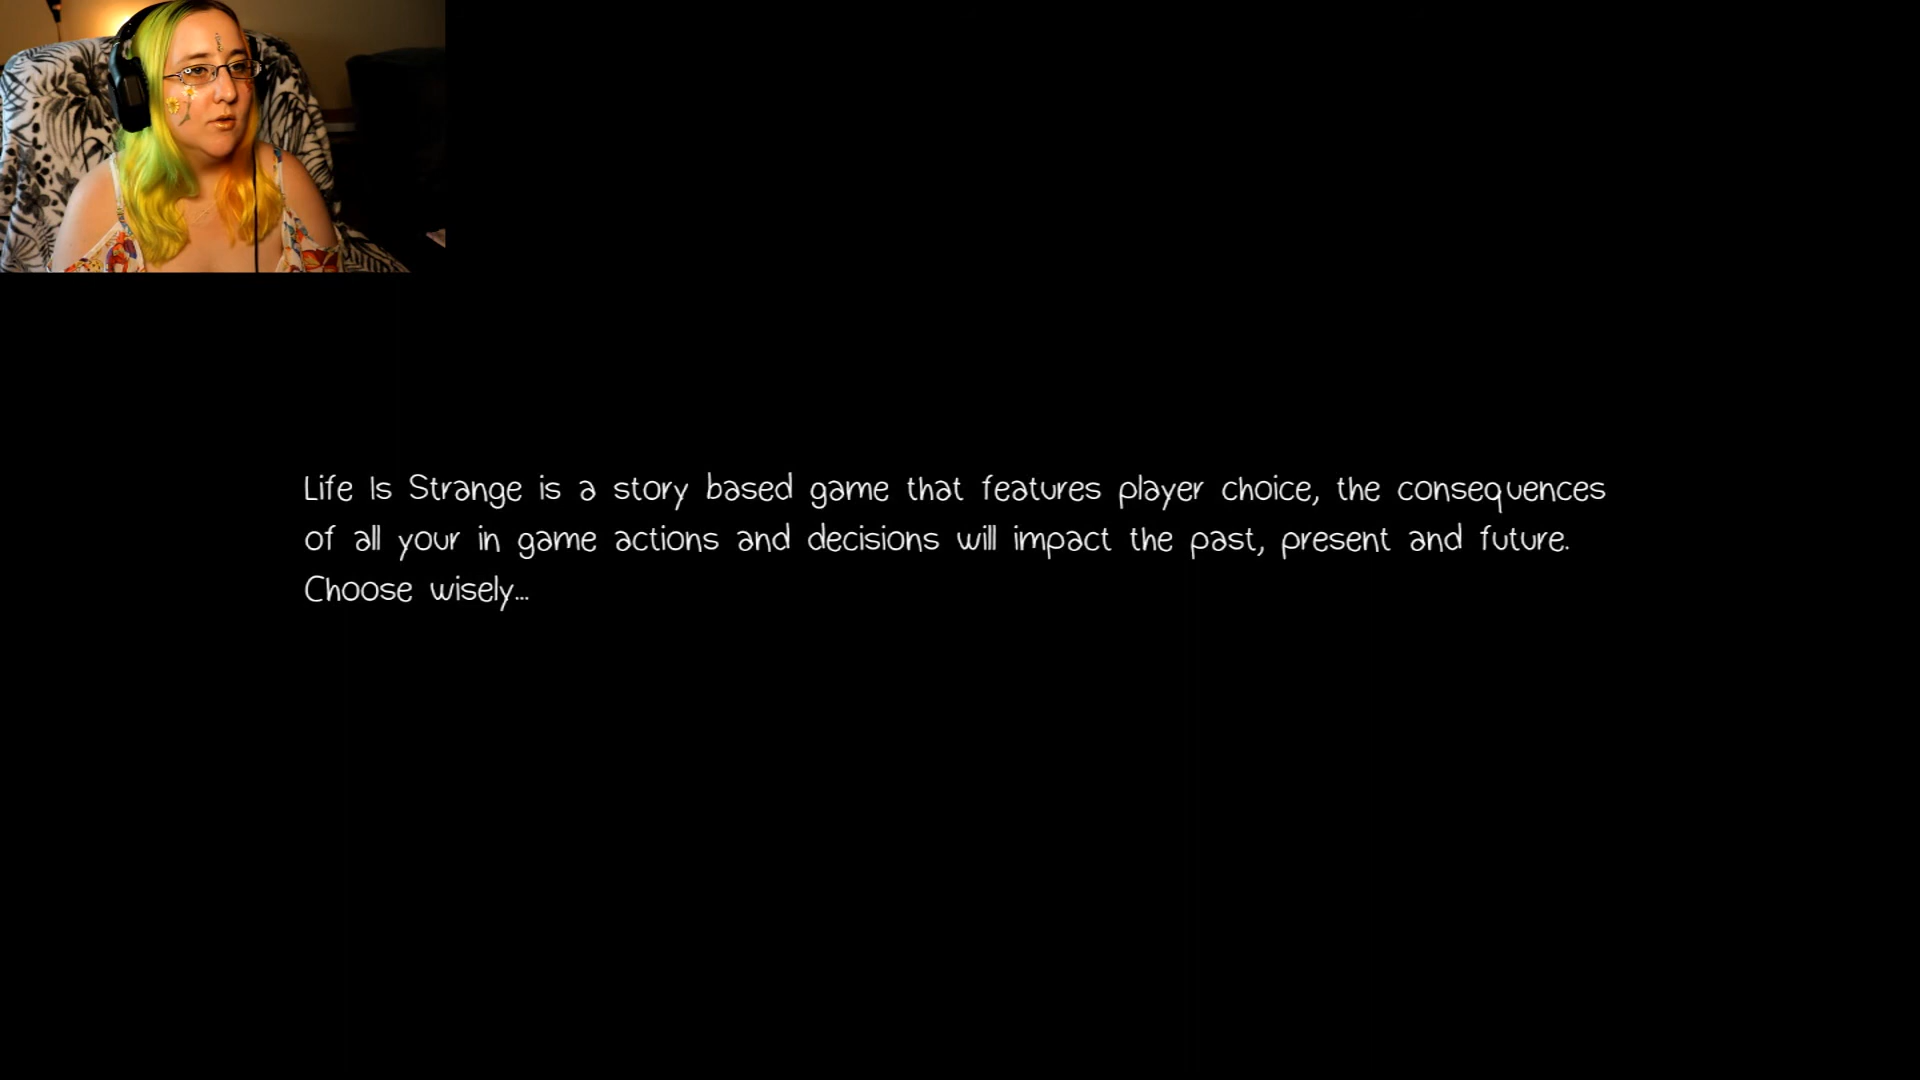 Life Is Strange is a story based game that features player choice, the consequences
of all your in game actions and decisions will impact the past, present and future.
Choose wisely...